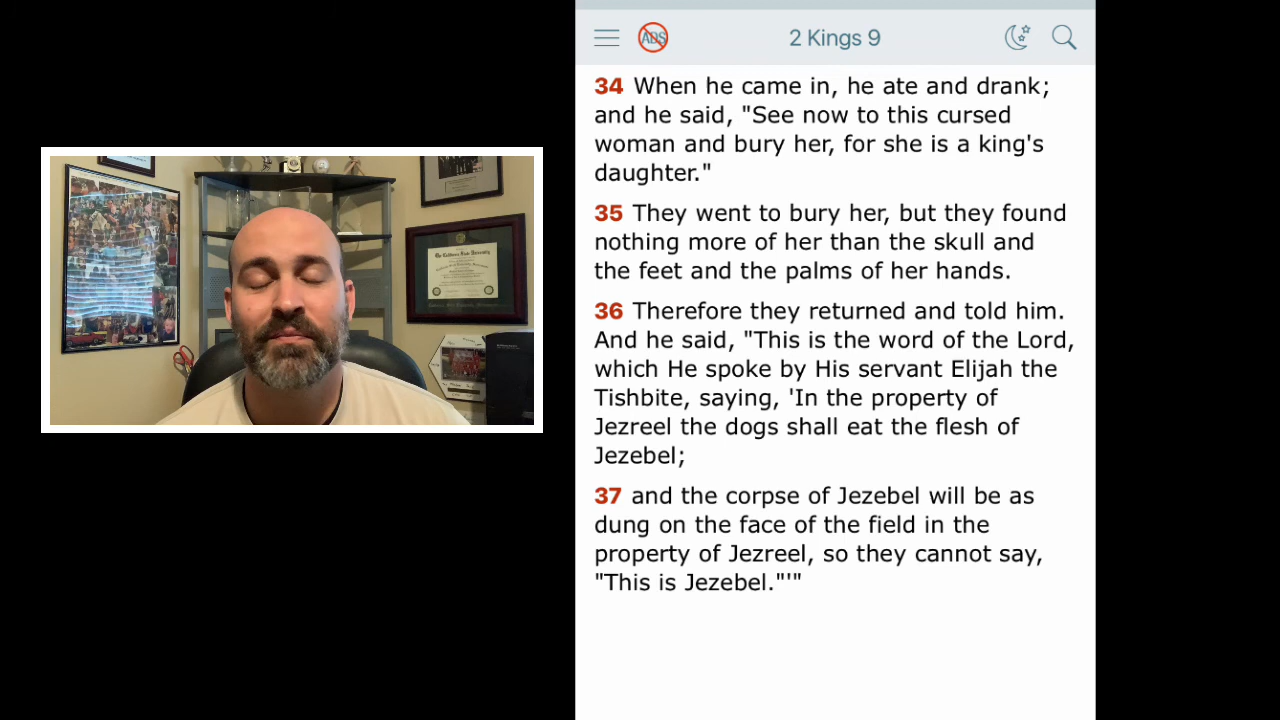 ADS
2 Kings 9
34 When he came in, he ate and drank;
and he said, "See now to this cursed
woman and bury her, for she is a king's
daughter."
35 They went to bury her, but they found
nothing more of her than the skull and
the feet and the palms of her hands.
36 Therefore they returned and told him.
And he said, "This is the word of the Lord,
which He spoke by His servant Elijah the
Tishbite, saying, 'In the property of
Jezreel the dogs shall eat the flesh of
Jezebel;
37 and the corpse of Jezebel will be as
dung on the face of the field in the
property of Jezreel, so they cannot say,
"This is Jezebel."'"